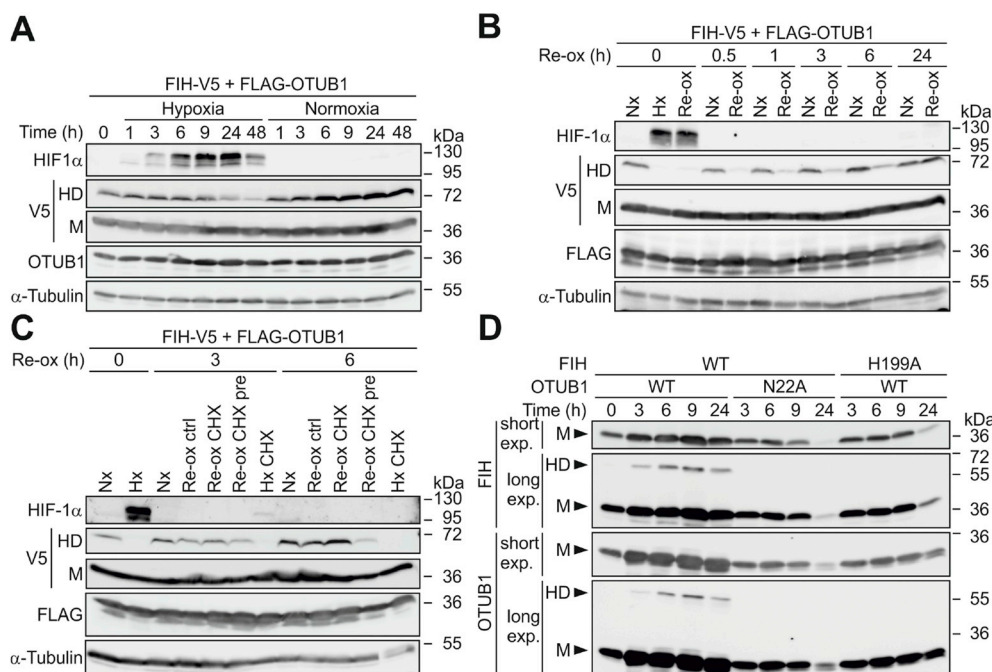 A
FIH-V5 + FLAG-OTUB1
Hypoxia Normoxia
Time (h) 0 1 3 6 9 24 48 1 3 6 9 24 48 kDa
HIF1α 130
95
V5 HD 72
M 36
OTUB1 36
α-Tubulin 55
B
FIH-V5 + FLAG-OTUB1
Re-ox (h) 0 0.5 1 3 6 24
Nx Hx Re-ox Nx Re-ox Nx Re-ox Nx Re-ox Nx Re-ox Nx Re-ox kDa
HIF-1α 130
95
V5 HD 72
M 36
FLAG 36
55
α-Tubulin
C
FIH-V5 + FLAG-OTUB1
Re-ox (h) 0 3 6
Nx Hx Nx Re-ox ctrl Re-ox CHX Re-ox CHX pre Hx CHX Nx Re-ox ctrl Re-ox CHX Re-ox CHX pre Hx CHX kDa
HIF-1α 130
95
V5 HD 72
M 36
FLAG 36
55
α-Tubulin
D
FIH WT H199A
OTUB1 WT N22A WT
Time (h) 0 3 6 9 24 3 6 9 24 3 6 9 24 kDa
FIH short exp. M 36
long exp. HD 72
55
M 36
OTUB1 short exp. M 36
long exp. HD 55
36
M